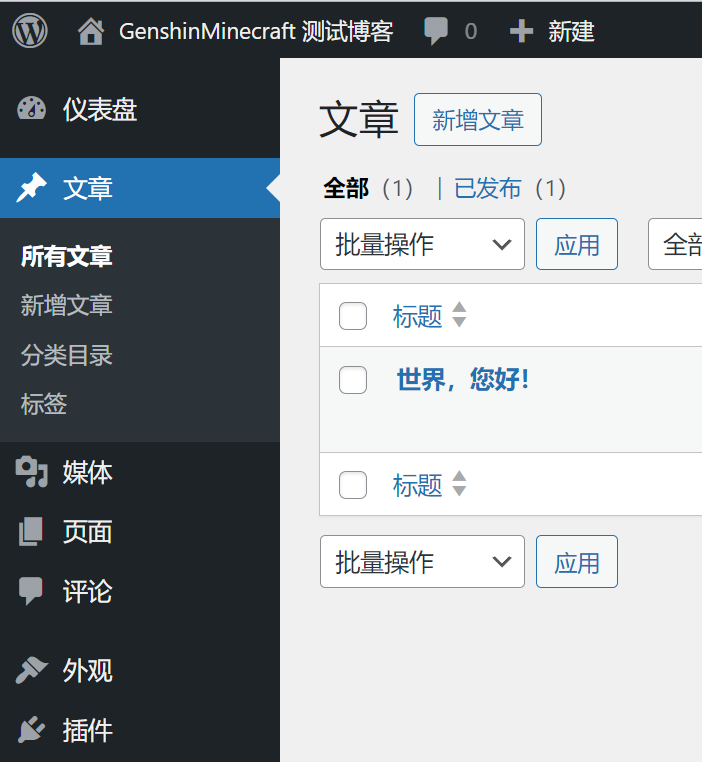 GenshinMinecraft 测试博客 0 新建
仪表盘
文章
所有文章
新增文章
分类目录
标签
媒体
页面
评论
外观
插件
文章 新增文章
全部（1） | 已发布（1）
批量操作 应用 全部
标题
世界，您好！
标题
批量操作 应用